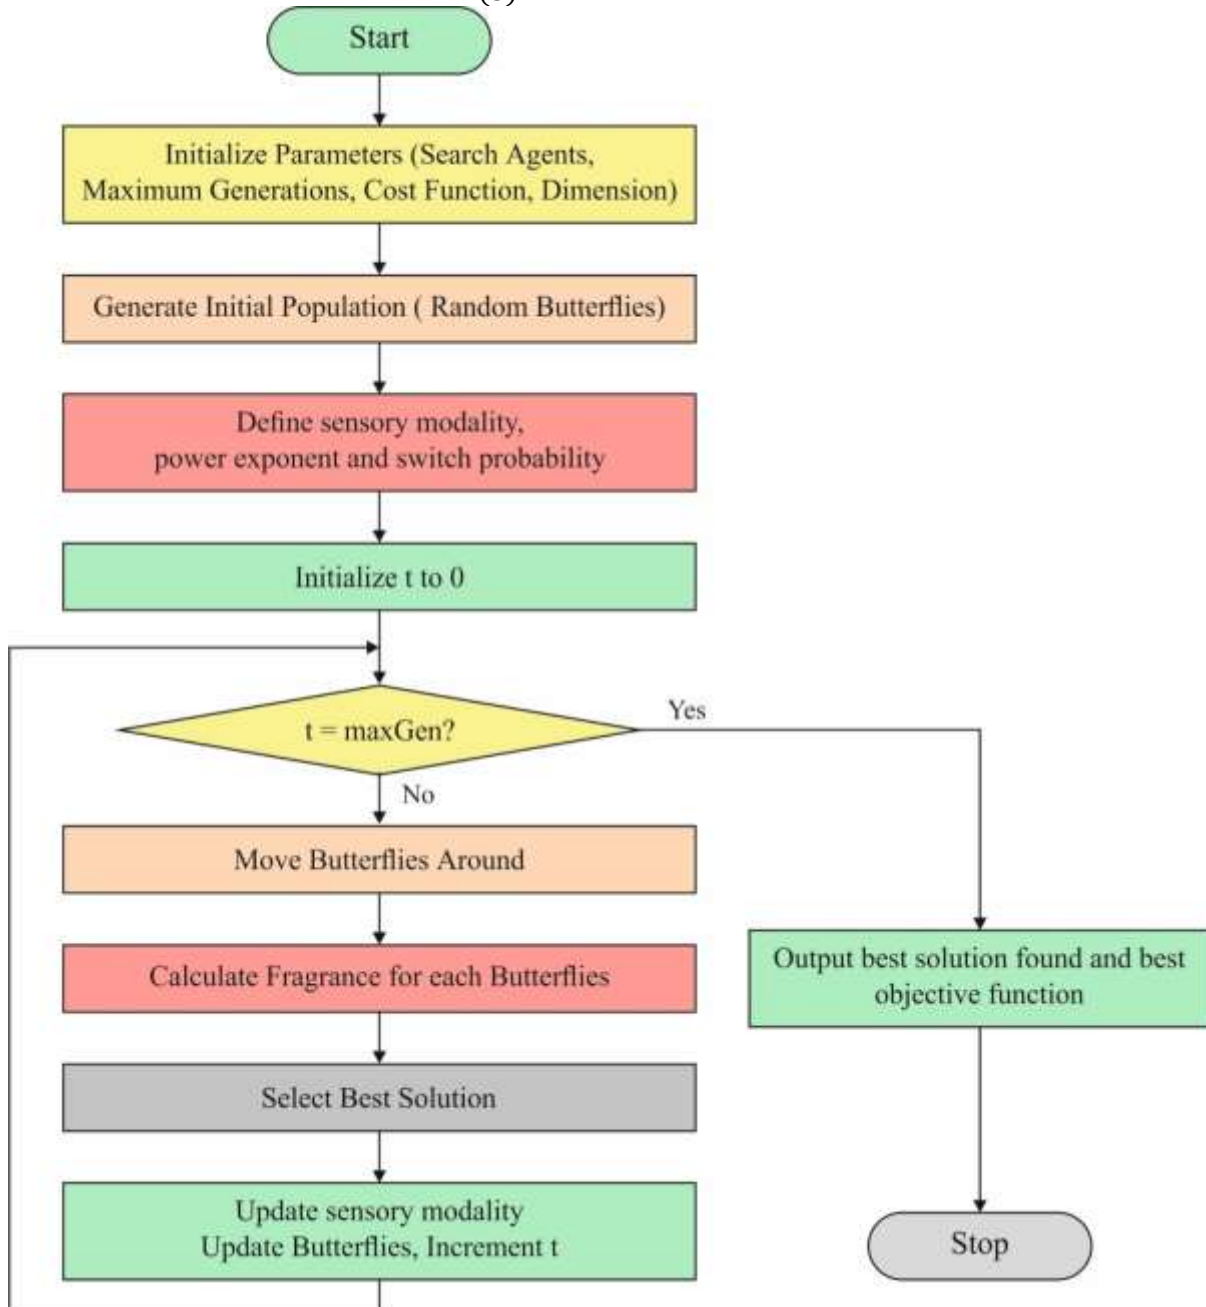 Start
Initialize Parameters (Search Agents,
Maximum Generations, Cost Function, Dimension)
Generate Initial Population ( Random Butterflies)
Define sensory modality,
power exponent and switch probability
Initialize t to 0
t = maxGen?
Yes
No
Move Butterflies Around
Calculate Fragrance for each Butterflies
Select Best Solution
Update sensory modality
Update Butterflies, Increment t
Output best solution found and best
objective function
Stop